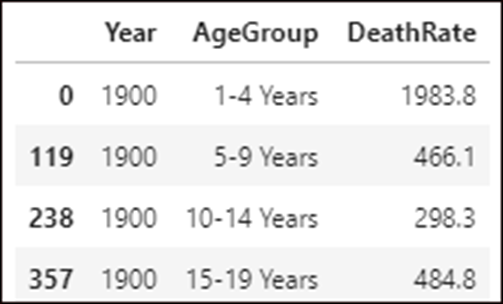 Year AgeGroup DeathRate
0 1900 1-4 Years 1983.8
119 1900 5-9 Years 466.1
238 1900 10-14 Years 298.3
357 1900 15-19 Years 484.8